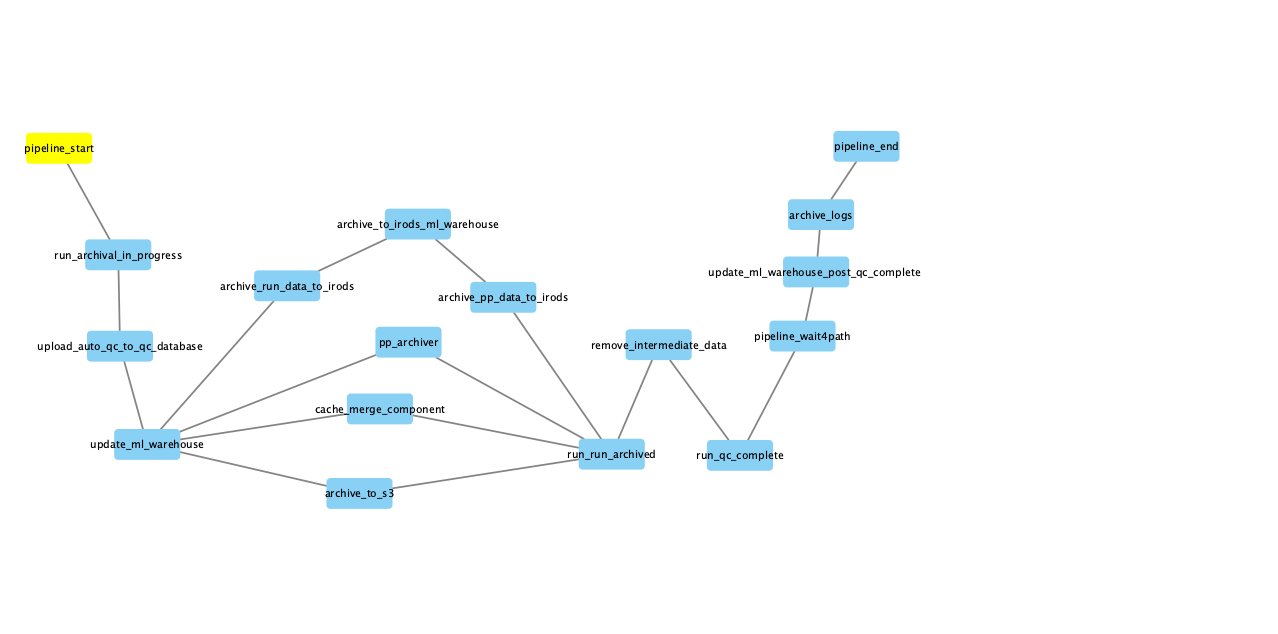 pipeline_start
run_archival_in_progress
upload_auto_qc_to_qc_database
update_ml_warehouse
archive_run_data_to_irods
archive_to_irods_ml_warehouse
archive_pp_data_to_irods
pp_archiver
cache_merge_component
archive_to_s3
run_run_archived
remove_intermediate_data
run_qc_complete
pipeline_wait4path
update_ml_warehouse_post_qc_complete
archive_logs
pipeline_end